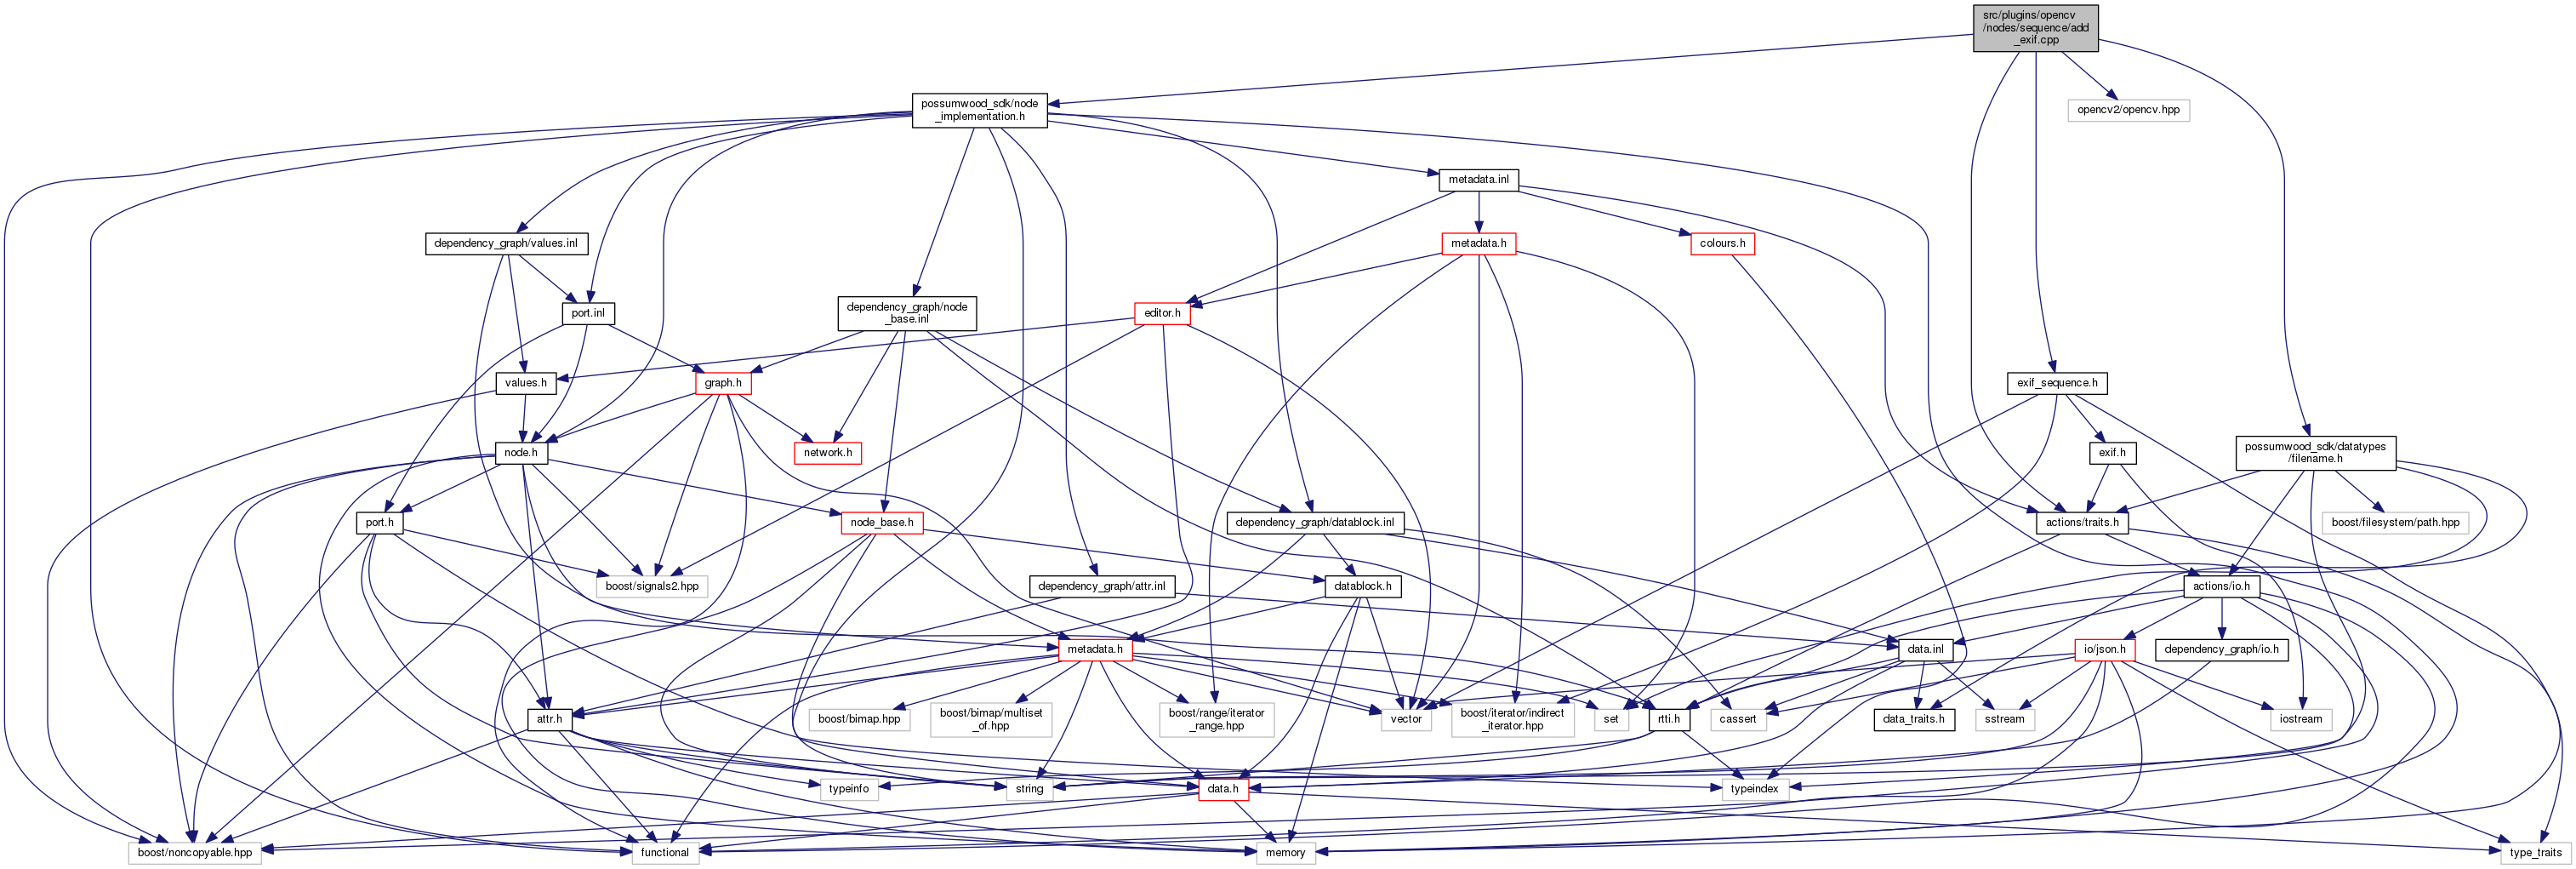 src/plugins/opencv
/nodes/sequence/add
_exif.cpp
possumwood_sdk/node
_implementation.h
opencv2/opencv.hpp
metadata.inl
dependency_graph/values.inl
metadata.h
colours.h
port.inl
dependency_graph/node
_base.inl
editor.h
values.h
graph.h
exif_sequence.h
node.h
network.h
exif.h
possumwood_sdk/datatypes
/filename.h
port.h
node_base.h
dependency_graph/datablock.inl
actions/traits.h
boost/filesystem/path.hpp
boost/signals2.hpp
dependency_graph/attr.inl
datablock.h
actions/io.h
metadata.h
data.inl
io/json.h
dependency_graph/io.h
attr.h
boost/bimap.hpp
boost/bimap/multiset
_of.hpp
boost/range/iterator
_range.hpp
vector
boost/iterator/indirect
_iterator.hpp
set
rtti.h
cassert
data_traits.h
sstream
iostream
typeinfo
string
data.h
typeindex
boost/noncopyable.hpp
functional
memory
type_traits